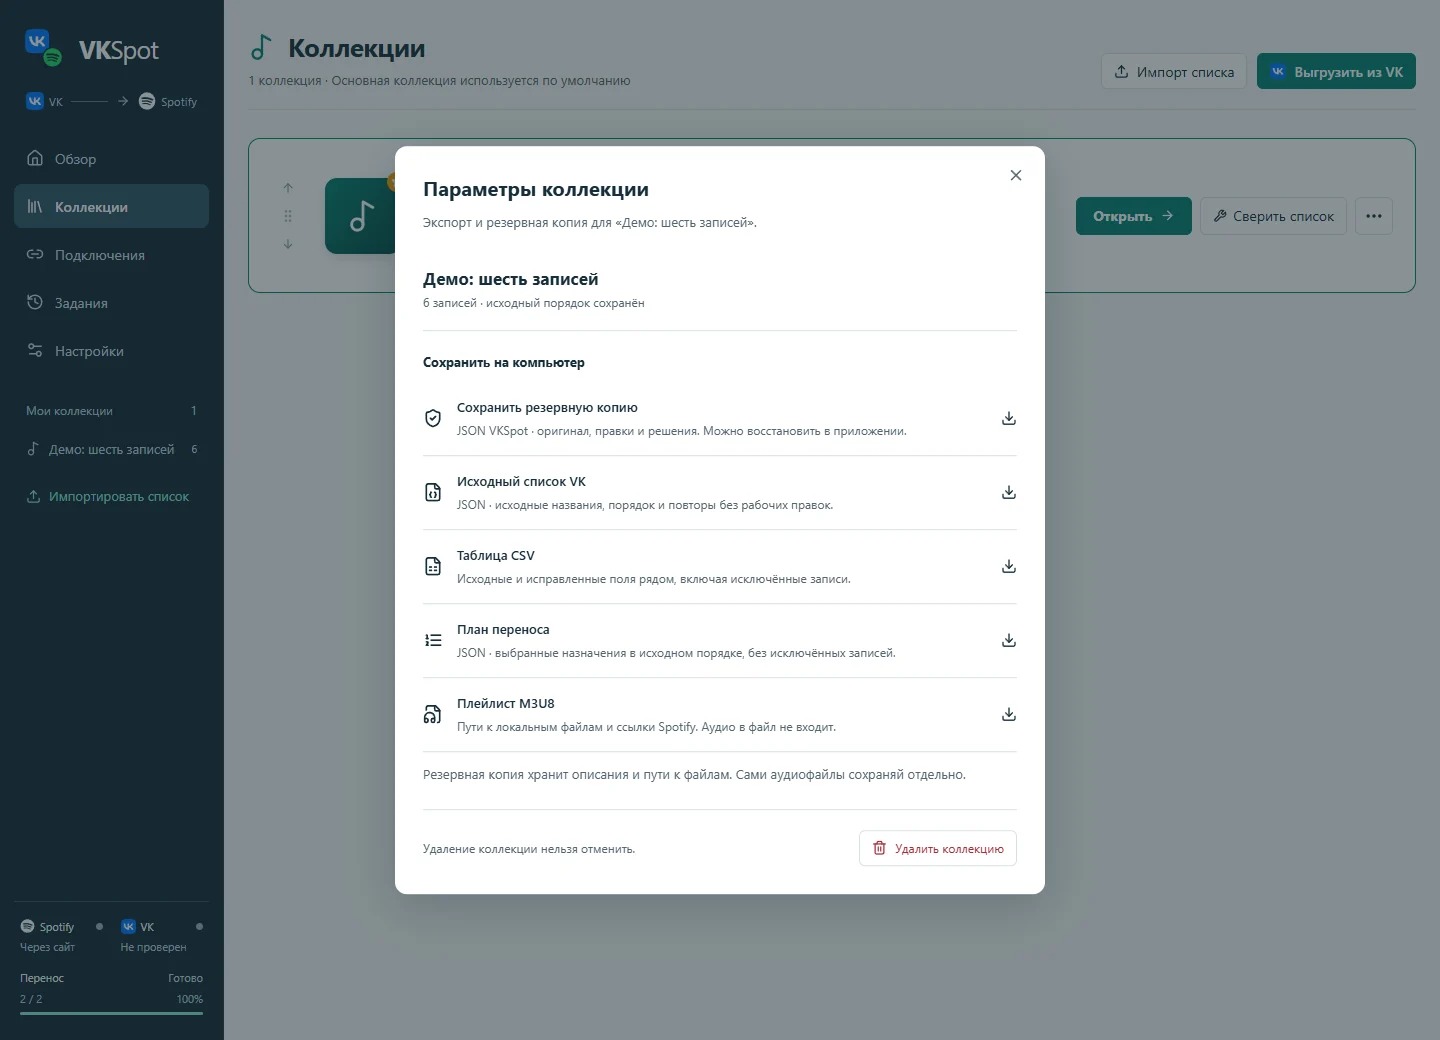 VKSpot
VK
Spotify
Обзор
Коллекции
Подключения
Задания
Настройки
Мои коллекции 1
Демо: шесть записей 6
Импортировать список
Spotify
Через сайт
VK
Не проверен
Перенос Готово
2 / 2 100%
Коллекции
1 коллекция · Основная коллекция используется по умолчанию
Импорт списка
Выгрузить из VK
Открыть
Сверить список
Параметры коллекции
Экспорт и резервная копия для «Демо: шесть записей».
Демо: шесть записей
6 записей · исходный порядок сохранён
Сохранить на компьютер
Сохранить резервную копию
JSON VKSpot · оригинал, правки и решения. Можно восстановить в приложении.
Исходный список VK
JSON · исходные названия, порядок и повторы без рабочих правок.
Таблица CSV
Исходные и исправленные поля рядом, включая исключённые записи.
План переноса
JSON · выбранные назначения в исходном порядке, без исключённых записей.
Плейлист M3U8
Пути к локальным файлам и ссылки Spotify. Аудио в файл не входит.
Резервная копия хранит описания и пути к файлам. Сами аудиофайлы сохраняй отдельно.
Удаление коллекции нельзя отменить.
Удалить коллекцию